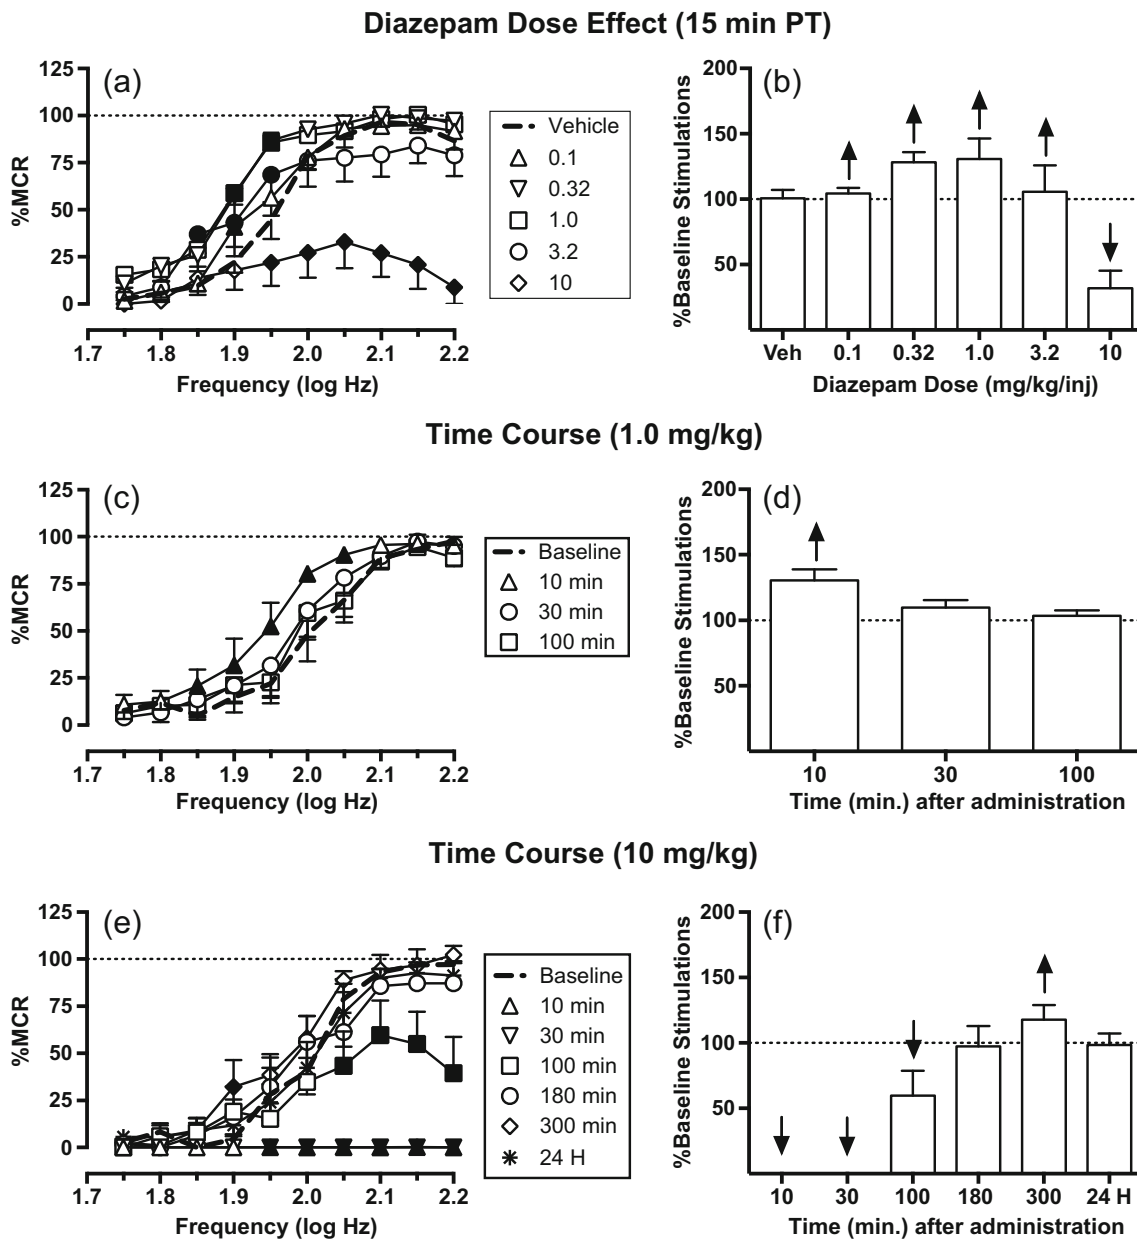 Diazepam Dose Effect (15 min PT)
(a)
125
100
75
50
25
0
%MCR
1.7 1.8 1.9 2.0 2.1 2.2
Frequency (log Hz)
Vehicle
0.1
0.32
1.0
3.2
10
(b)
200
150
100
50
%Baseline Stimulations
Veh 0.1 0.32 1.0 3.2 10
Diazepam Dose (mg/kg/inj)
Time Course (1.0 mg/kg)
(c)
125
100
75
50
25
0
%MCR
1.7 1.8 1.9 2.0 2.1 2.2
Frequency (log Hz)
Baseline
10 min
30 min
100 min
(d)
200
150
100
50
%Baseline Stimulations
10 30 100
Time (min.) after administration
Time Course (10 mg/kg)
(e)
125
100
75
50
25
0
%MCR
1.7 1.8 1.9 2.0 2.1 2.2
Frequency (log Hz)
Baseline
10 min
30 min
100 min
180 min
300 min
24 H
(f)
200
150
100
50
%Baseline Stimulations
10 30 100 180 300 24 H
Time (min.) after administration